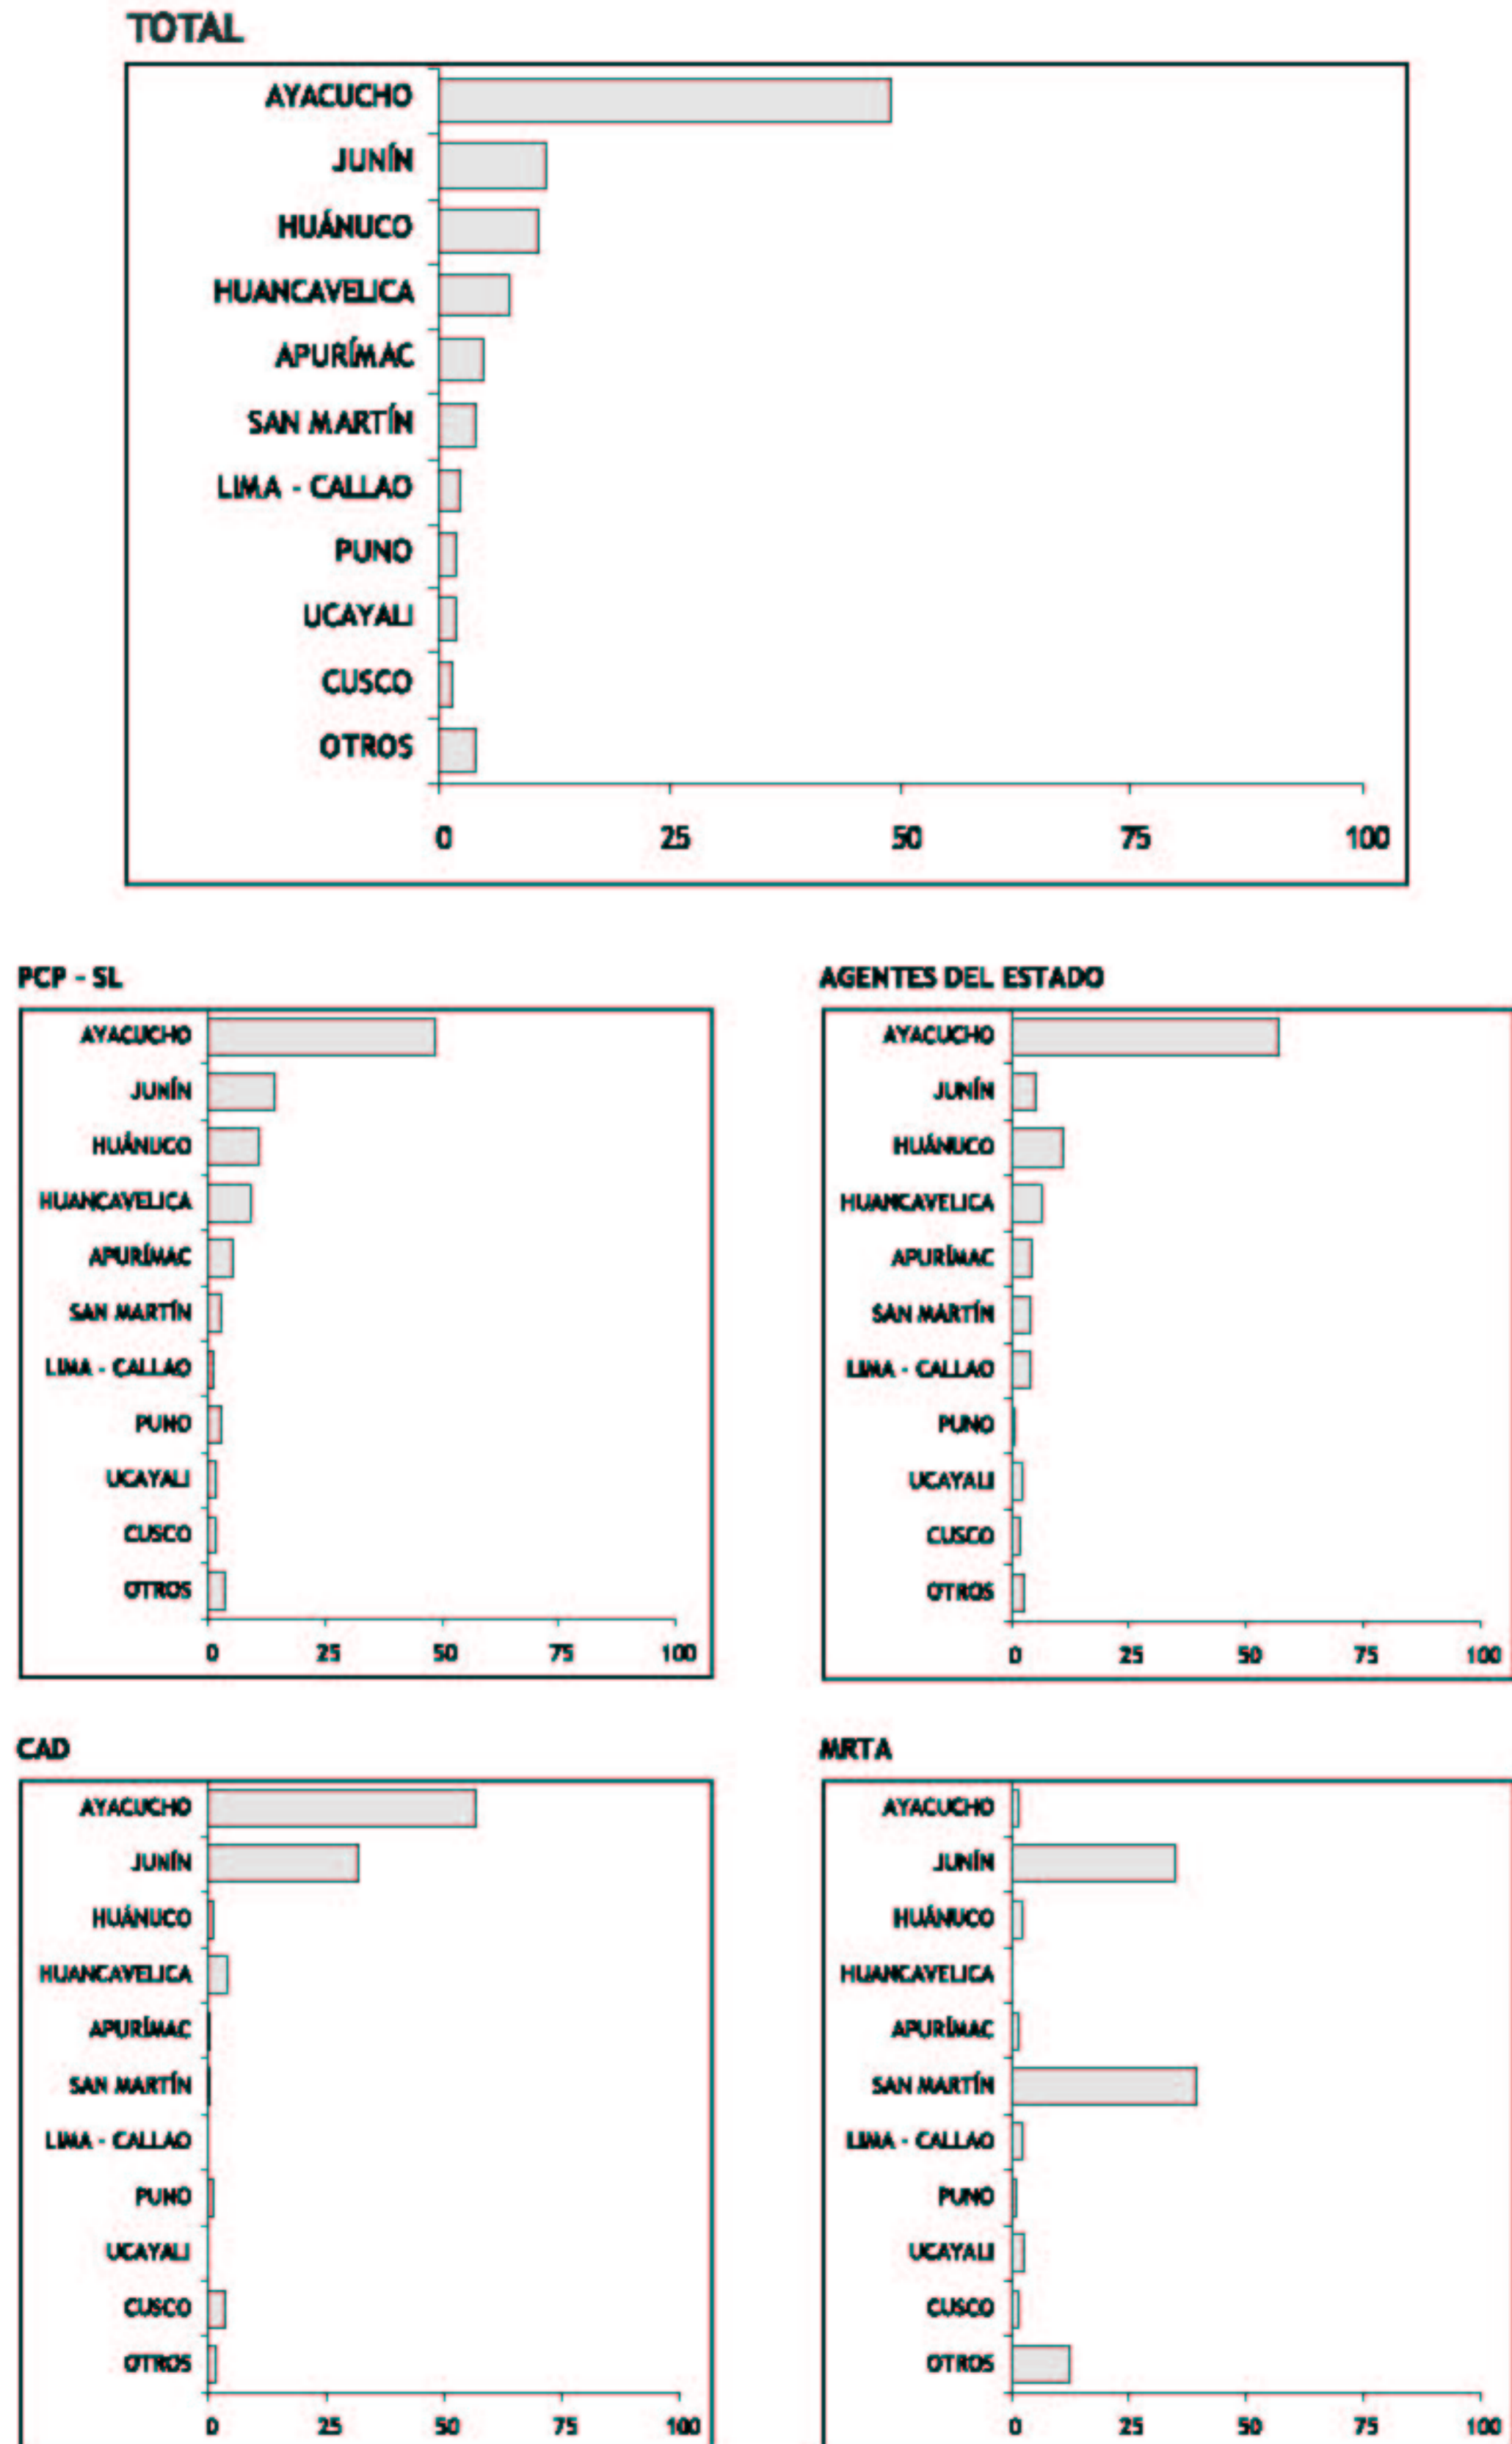 TOTAL
AYACUCHO
JUNÍN
HUÁNUCO
HUANCAVELICA
APURÍMAC
SAN MARTÍN
LIMA - CALLAO
PUNO
UCAYALI
CUSCO
OTROS
0 25 50 75 100
PCP - SL
AYACUCHO
JUNÍN
HUÁNUCO
HUANCAVELICA
APURÍMAC
SAN MARTÍN
LIMA - CALLAO
PUNO
UCAYALI
CUSCO
OTROS
0 25 50 75 100
AGENTES DEL ESTADO
AYACUCHO
JUNÍN
HUÁNUCO
HUANCAVELICA
APURÍMAC
SAN MARTÍN
LIMA - CALLAO
PUNO
UCAYALI
CUSCO
OTROS
0 25 50 75 100
CAD
AYACUCHO
JUNÍN
HUÁNUCO
HUANCAVELICA
APURÍMAC
SAN MARTÍN
LIMA - CALLAO
PUNO
UCAYALI
CUSCO
OTROS
0 25 50 75 100
MRTA
AYACUCHO
JUNÍN
HUÁNUCO
HUANCAVELICA
APURÍMAC
SAN MARTÍN
LIMA - CALLAO
PUNO
UCAYALI
CUSCO
OTROS
0 25 50 75 100